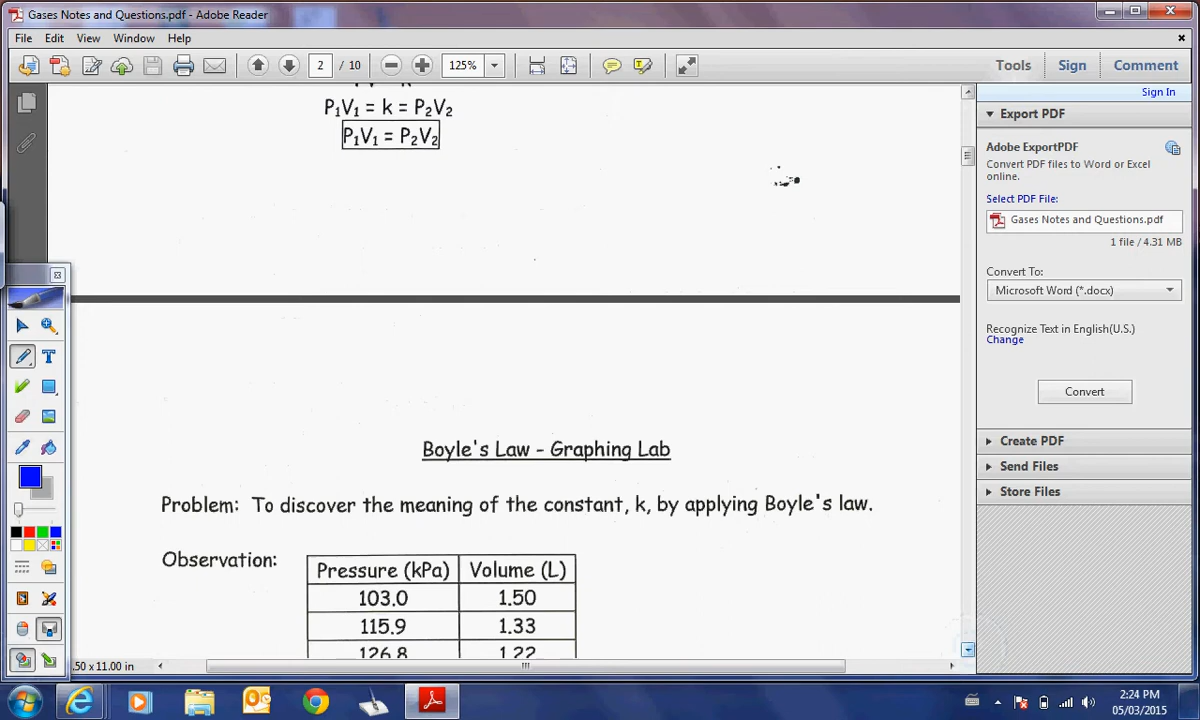 Gases Notes and Questions.pdf - Adobe Reader
File Edit View Window Help
2 / 10 125% Tools Sign Comment
Sign In
P₁V₁ = k = P₂V₂
P₁V₁ = P₂V₂
Boyle's Law - Graphing Lab
Problem: To discover the meaning of the constant, k, by applying Boyle's law.
Observation:
Pressure (kPa) Volume (L)
103.0 1.50
115.9 1.33
126.8 1.22
.50 x 11.00 in
Export PDF
Adobe ExportPDF
Convert PDF files to Word or Excel
online.
Select PDF File:
Gases Notes and Questions.pdf
1 file / 4.31 MB
Convert To:
Microsoft Word (*.docx)
Recognize Text in English(U.S.)
Change
Convert
Create PDF
Send Files
Store Files
2:24 PM
05/03/2015